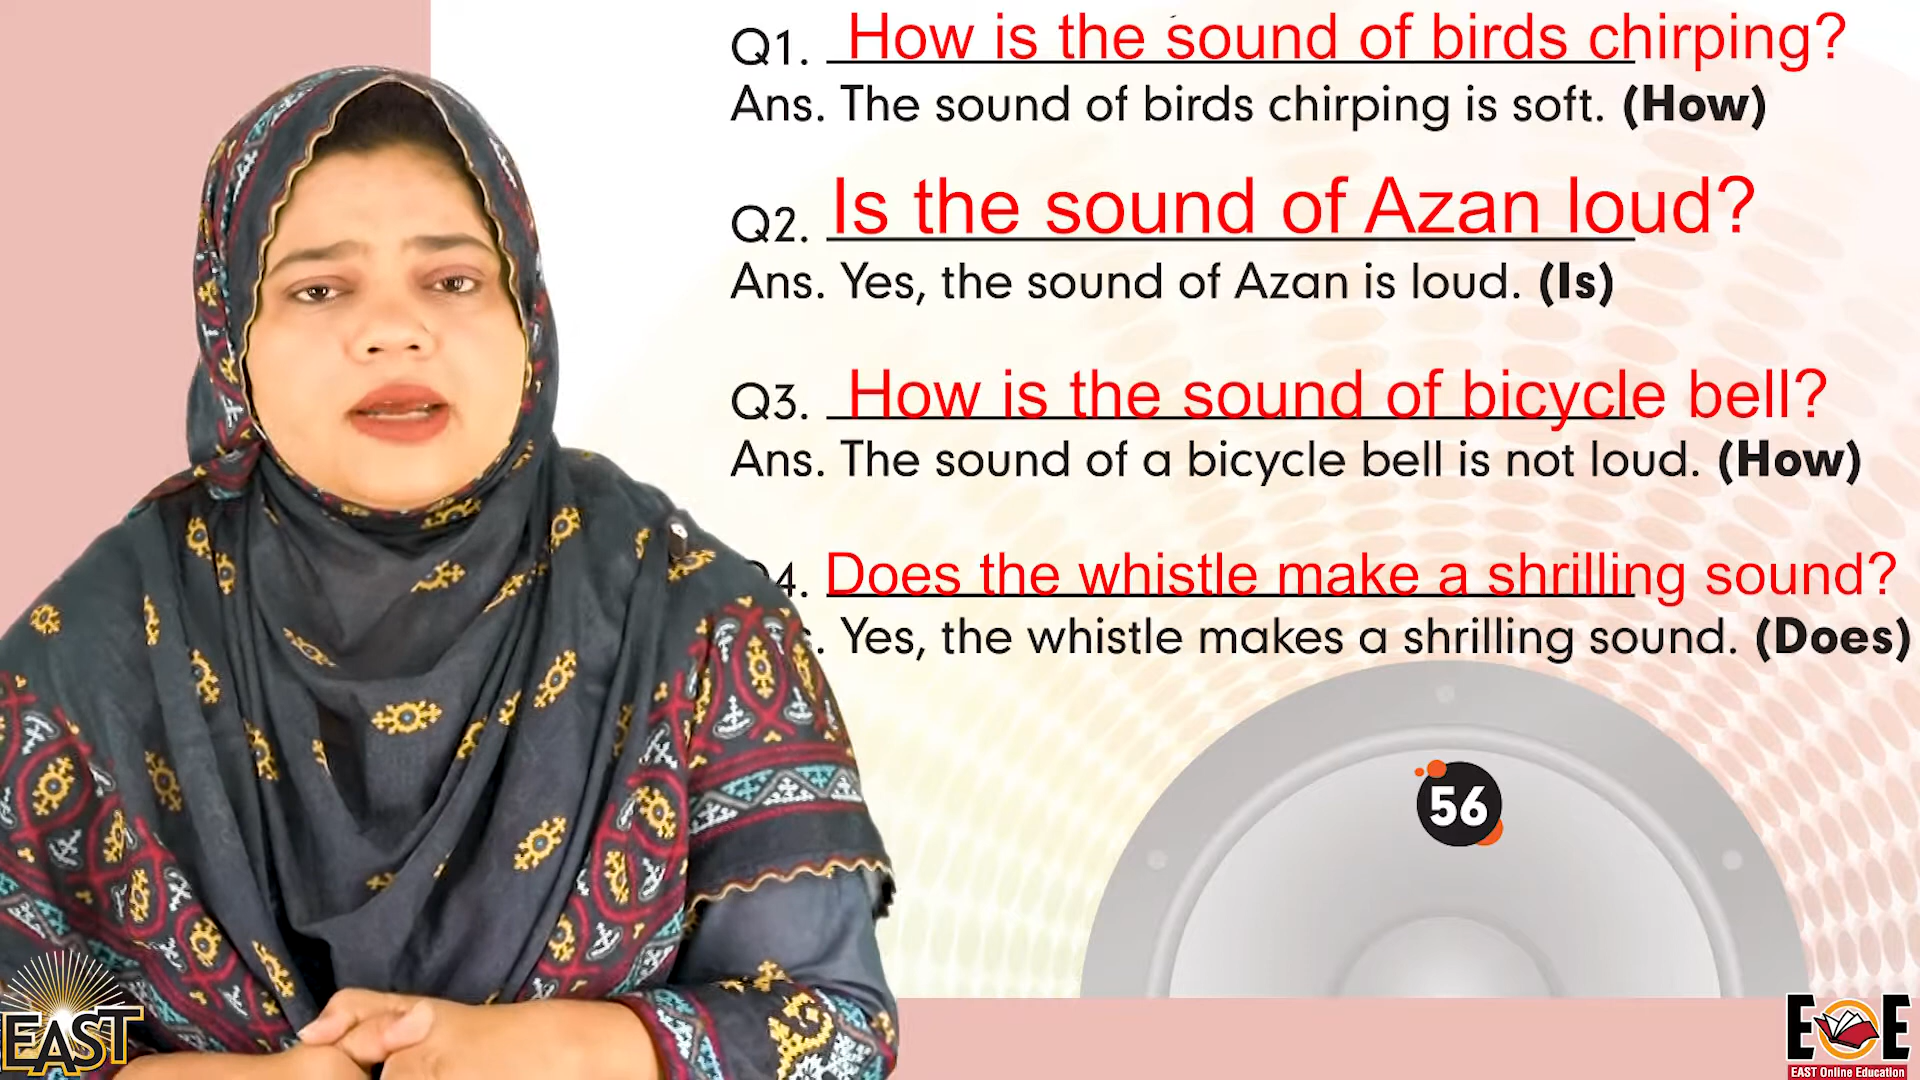 Q1. How is the sound of birds chirping?
Ans. The sound of birds chirping is soft. (How)
Q2. Is the sound of Azan loud?
Ans. Yes, the sound of Azan is loud. (Is)
Q3. How is the sound of bicycle bell?
Ans. The sound of a bicycle bell is not loud. (How)
4. Does the whistle make a shrilling sound?
Yes, the whistle makes a shrilling sound. (Does)
56
EAST
EOE
EAST Online Education